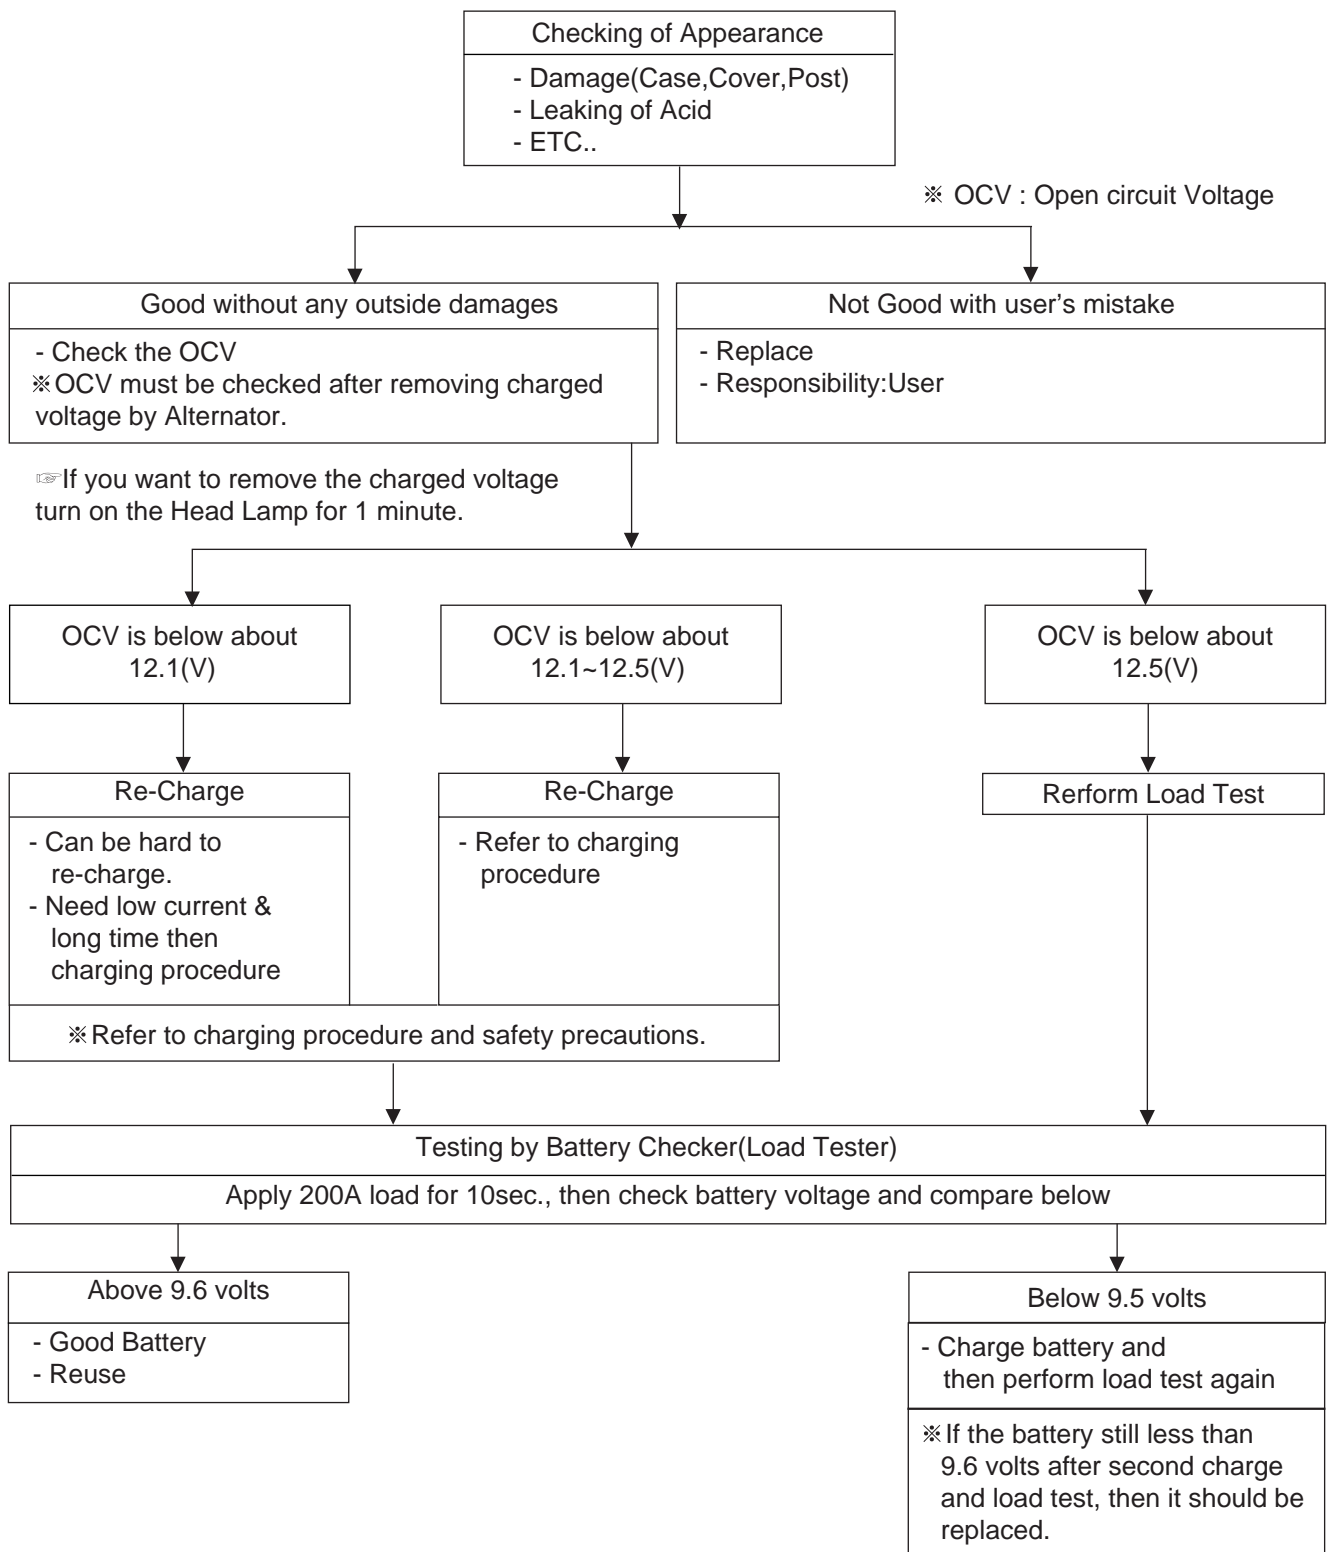 Checking of Appearance
- Damage(Case,Cover,Post)
- Leaking of Acid
- ETC..
※ OCV : Open circuit Voltage
Good without any outside damages
- Check the OCV
※OCV must be checked after removing charged
voltage by Alternator.
Not Good with user’s mistake
- Replace
- Responsibility:User
☞If you want to remove the charged voltage
turn on the Head Lamp for 1 minute.
OCV is below about
12.1(V)
OCV is below about
12.1~12.5(V)
OCV is below about
12.5(V)
Re-Charge
- Can be hard to
re-charge.
- Need low current &
long time then
charging procedure
Re-Charge
- Refer to charging
procedure
Rerform Load Test
※Refer to charging procedure and safety precautions.
Testing by Battery Checker(Load Tester)
Apply 200A load for 10sec., then check battery voltage and compare below
Above 9.6 volts
- Good Battery
- Reuse
Below 9.5 volts
- Charge battery and
then perform load test again
※If the battery still less than
9.6 volts after second charge
and load test, then it should be
replaced.